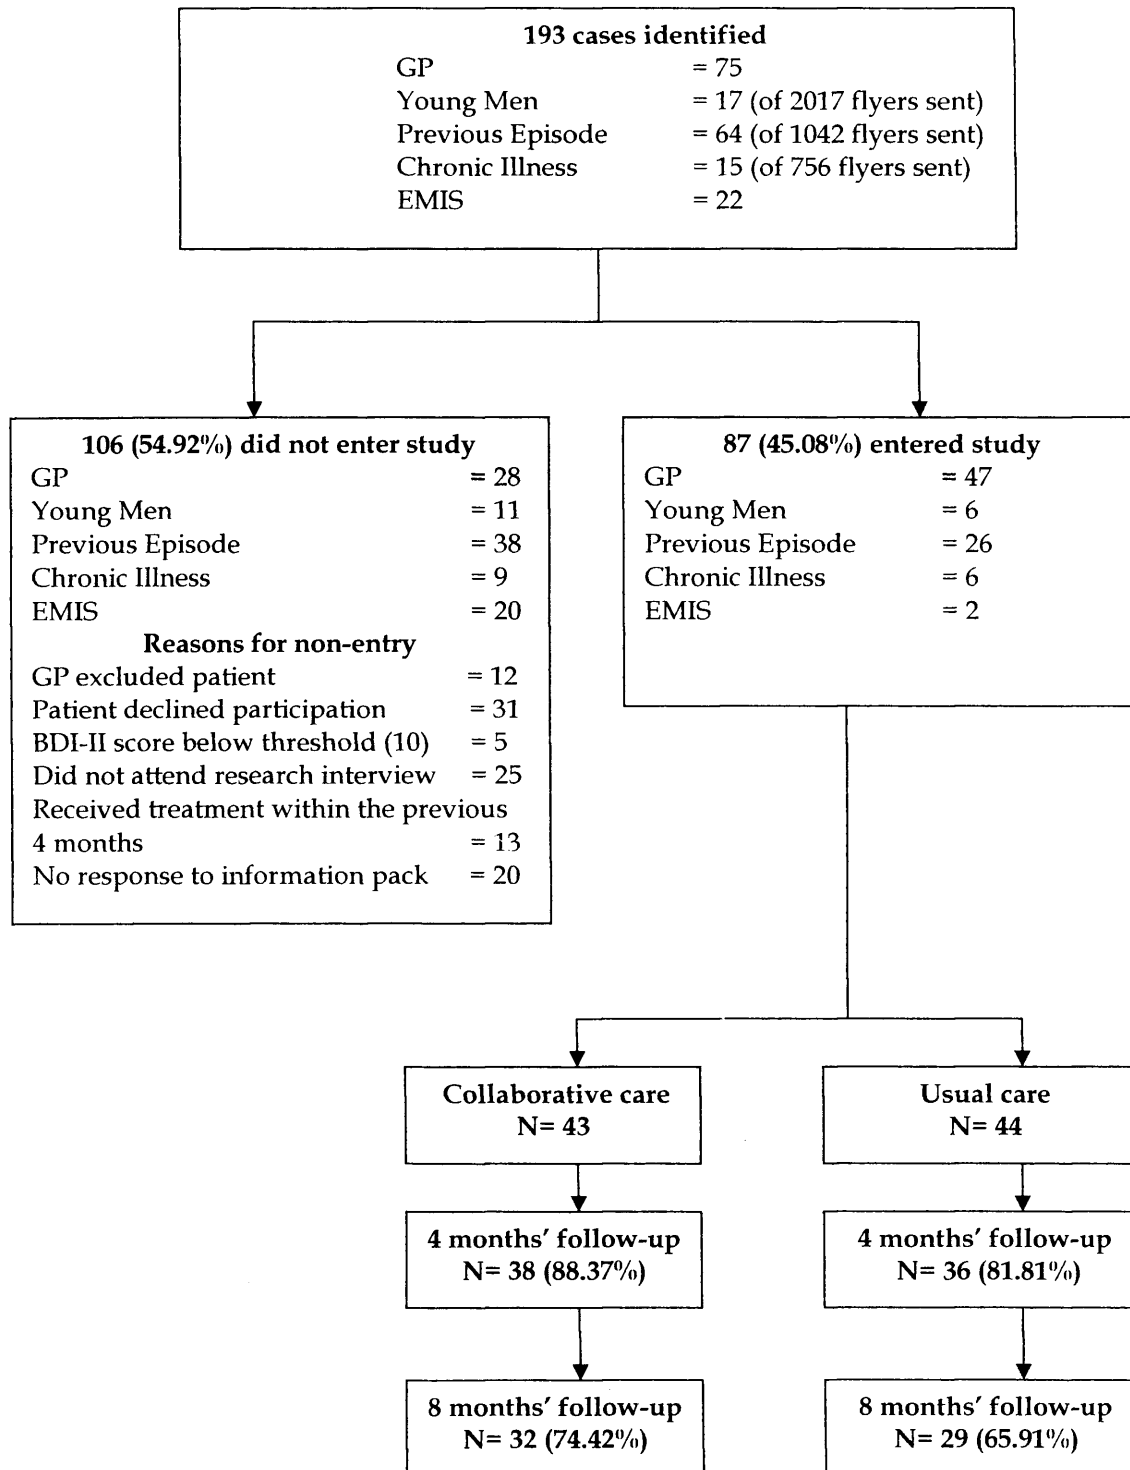 193 cases identified
GP = 75
Young Men = 17 (of 2017 flyers sent)
Previous Episode = 64 (of 1042 flyers sent)
Chronic Illness = 15 (of 756 flyers sent)
EMIS = 22
106 (54.92%) did not enter study
GP = 28
Young Men = 11
Previous Episode = 38
Chronic Illness = 9
EMIS = 20
Reasons for non-entry
GP excluded patient = 12
Patient declined participation = 31
BDI-II score below threshold (10) = 5
Did not attend research interview = 25
Received treatment within the previous
4 months = 13
No response to information pack = 20
87 (45.08%) entered study
GP = 47
Young Men = 6
Previous Episode = 26
Chronic Illness = 6
EMIS = 2
Collaborative care
N= 43
Usual care
N= 44
4 months' follow-up
N= 38 (88.37%)
4 months' follow-up
N= 36 (81.81%)
8 months' follow-up
N= 32 (74.42%)
8 months' follow-up
N= 29 (65.91%)